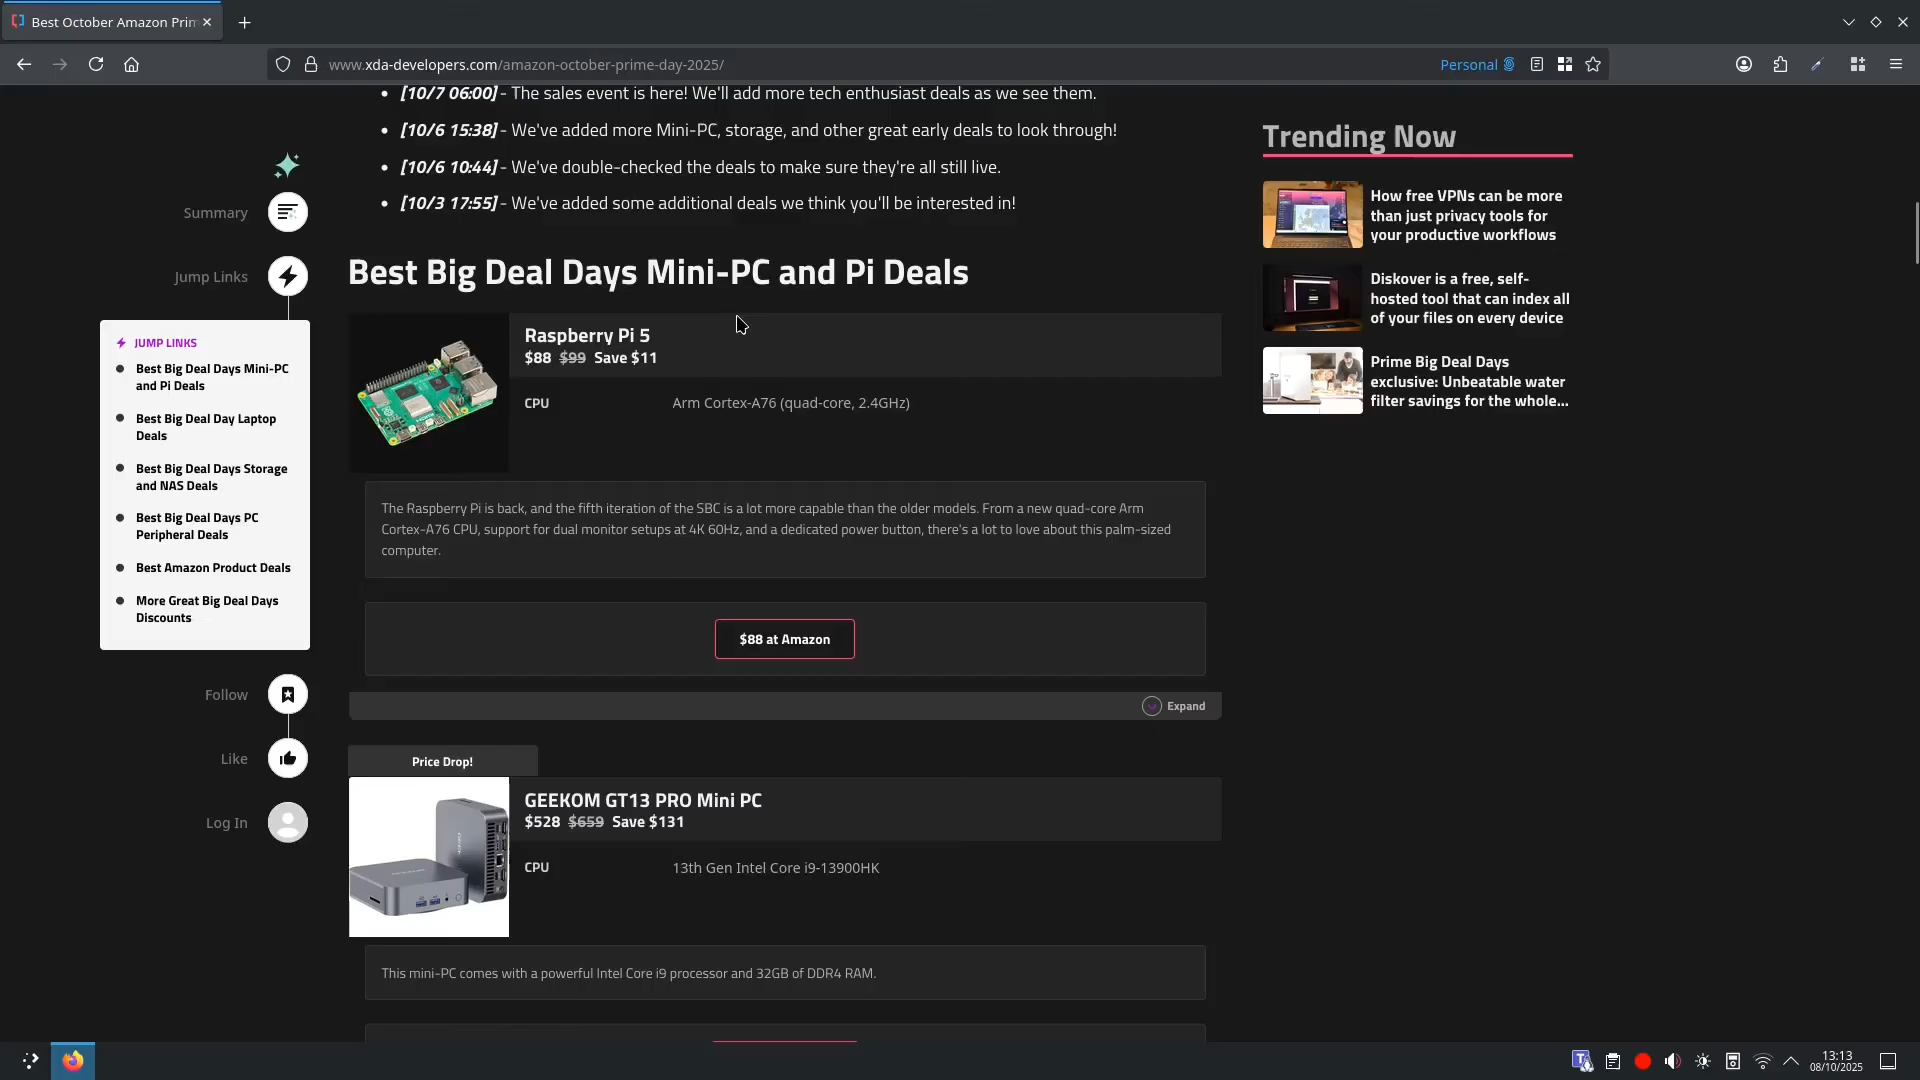 Best October Amazon Prim
www.xda-developers.com/amazon-october-prime-day-2025/
Personal
[10/7 06:00] - The sales event is here! We'll add more tech enthusiast deals as we see them.
[10/6 15:38] - We've added more Mini-PC, storage, and other great early deals to look through!
[10/6 10:44] - We've double-checked the deals to make sure they're all still live.
[10/3 17:55] - We've added some additional deals we think you'll be interested in!
Summary
Jump Links
JUMP LINKS
Best Big Deal Days Mini-PC
and Pi Deals
Best Big Deal Day Laptop
Deals
Best Big Deal Days Storage
and NAS Deals
Best Big Deal Days PC
Peripheral Deals
Best Amazon Product Deals
More Great Big Deal Days
Discounts
Follow
Like
Log In
Best Big Deal Days Mini-PC and Pi Deals
Raspberry Pi 5
$88 $99 Save $11
CPU Arm Cortex-A76 (quad-core, 2.4GHz)
The Raspberry Pi is back, and the fifth iteration of the SBC is a lot more capable than the older models. From a new quad-core Arm
Cortex-A76 CPU, support for dual monitor setups at 4K 60Hz, and a dedicated power button, there's a lot to love about this palm-sized
computer.
$88 at Amazon
Expand
Price Drop!
GEEKOM GT13 PRO Mini PC
$528 $659 Save $131
CPU 13th Gen Intel Core i9-13900HK
This mini-PC comes with a powerful Intel Core i9 processor and 32GB of DDR4 RAM.
Trending Now
How free VPNs can be more
than just privacy tools for
your productive workflows
Diskover is a free, self-
hosted tool that can index all
of your files on every device
Prime Big Deal Days
exclusive: Unbeatable water
filter savings for the whole...
13:13
08/10/2025